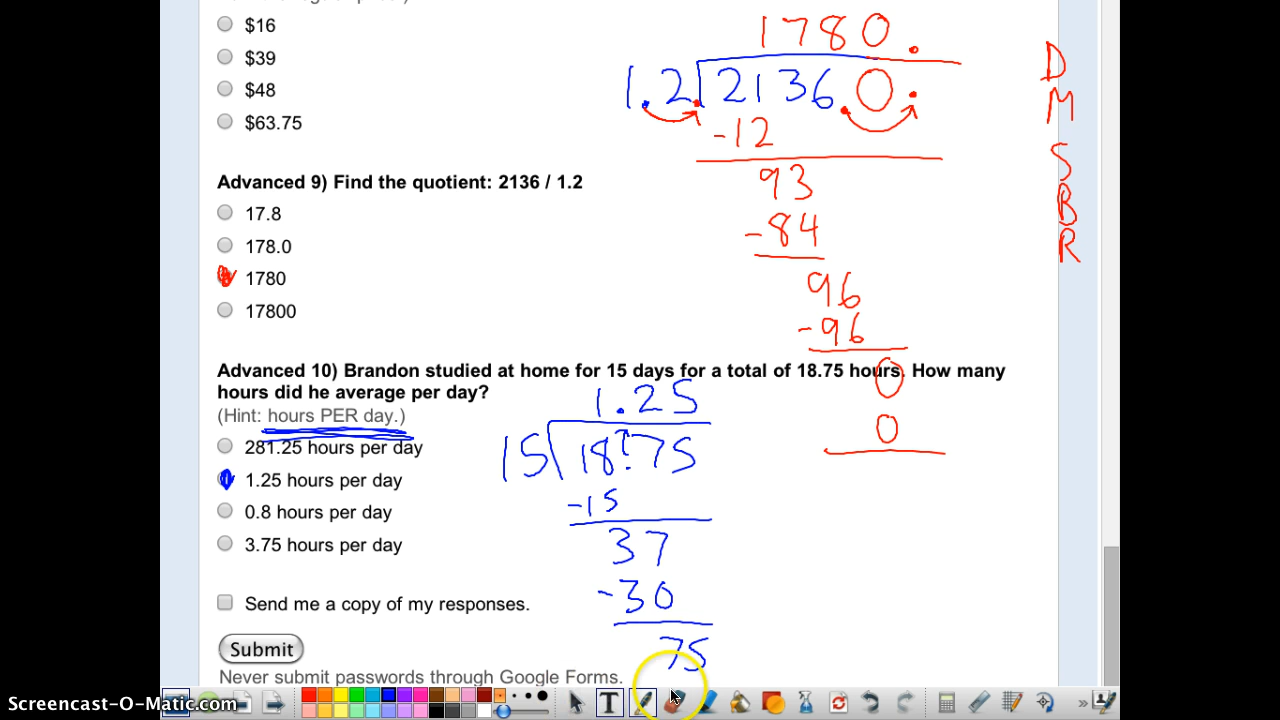 $16
$39
$48
$63.75
Advanced 9) Find the quotient: 2136 / 1.2
17.8
178.0
1780
17800
Advanced 10) Brandon studied at home for 15 days for a total of 18.75 hours. How many
hours did he average per day?
(Hint: hours PER day.)
281.25 hours per day
1.25 hours per day
0.8 hours per day
3.75 hours per day
Send me a copy of my responses.
Submit
Never submit passwords through Google Forms.
1780.
1.2 2136.0.
-12
93
-84
96
-96
0
0
D
M
S
B
R
1.25
15 18.75
-15
37
-30
75
T
Screencast-O-Matic.com